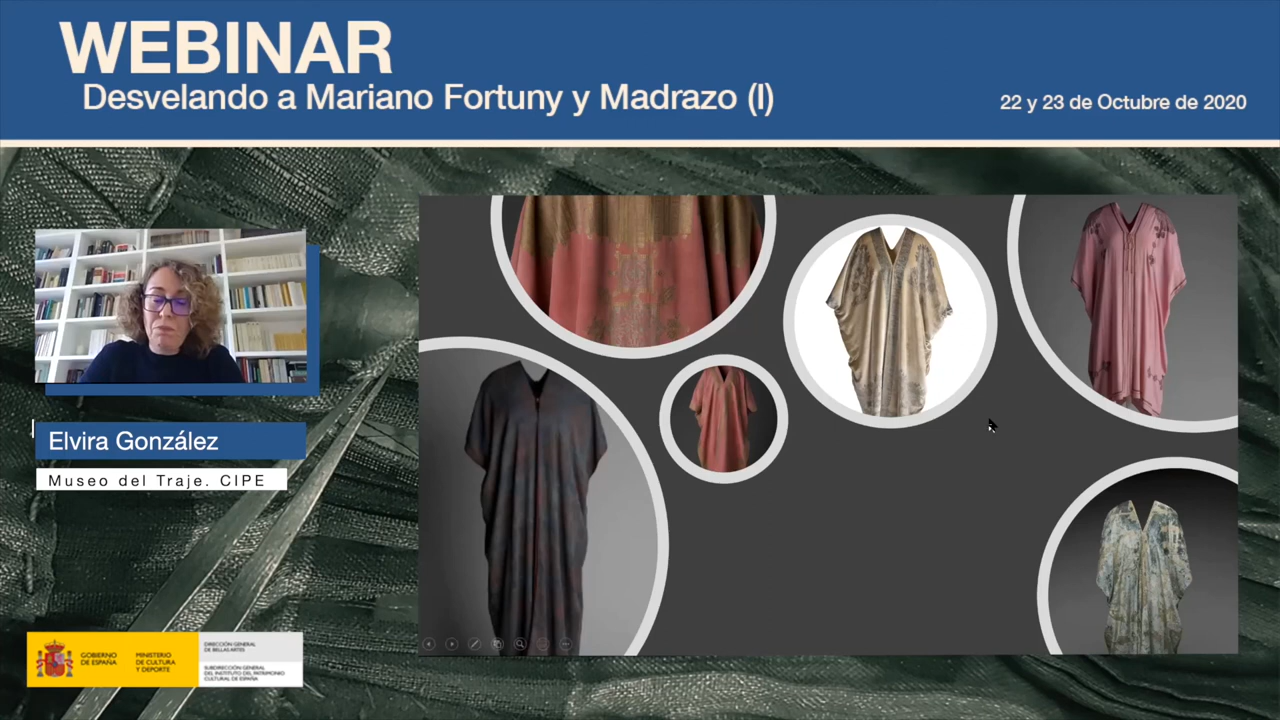 WEBINAR
Desvelando a Mariano Fortuny y Madrazo (I)
22 y 23 de Octubre de 2020
Elvira González
Museo del Traje. CIPE
GOBIERNO
DE ESPAÑA
MINISTERIO
DE CULTURA
Y DEPORTE
DIRECCIÓN GENERAL
DE BELLAS ARTES
SUBDIRECCIÓN GENERAL
DEL INSTITUTO DEL PATRIMONIO
CULTURAL DE ESPAÑA